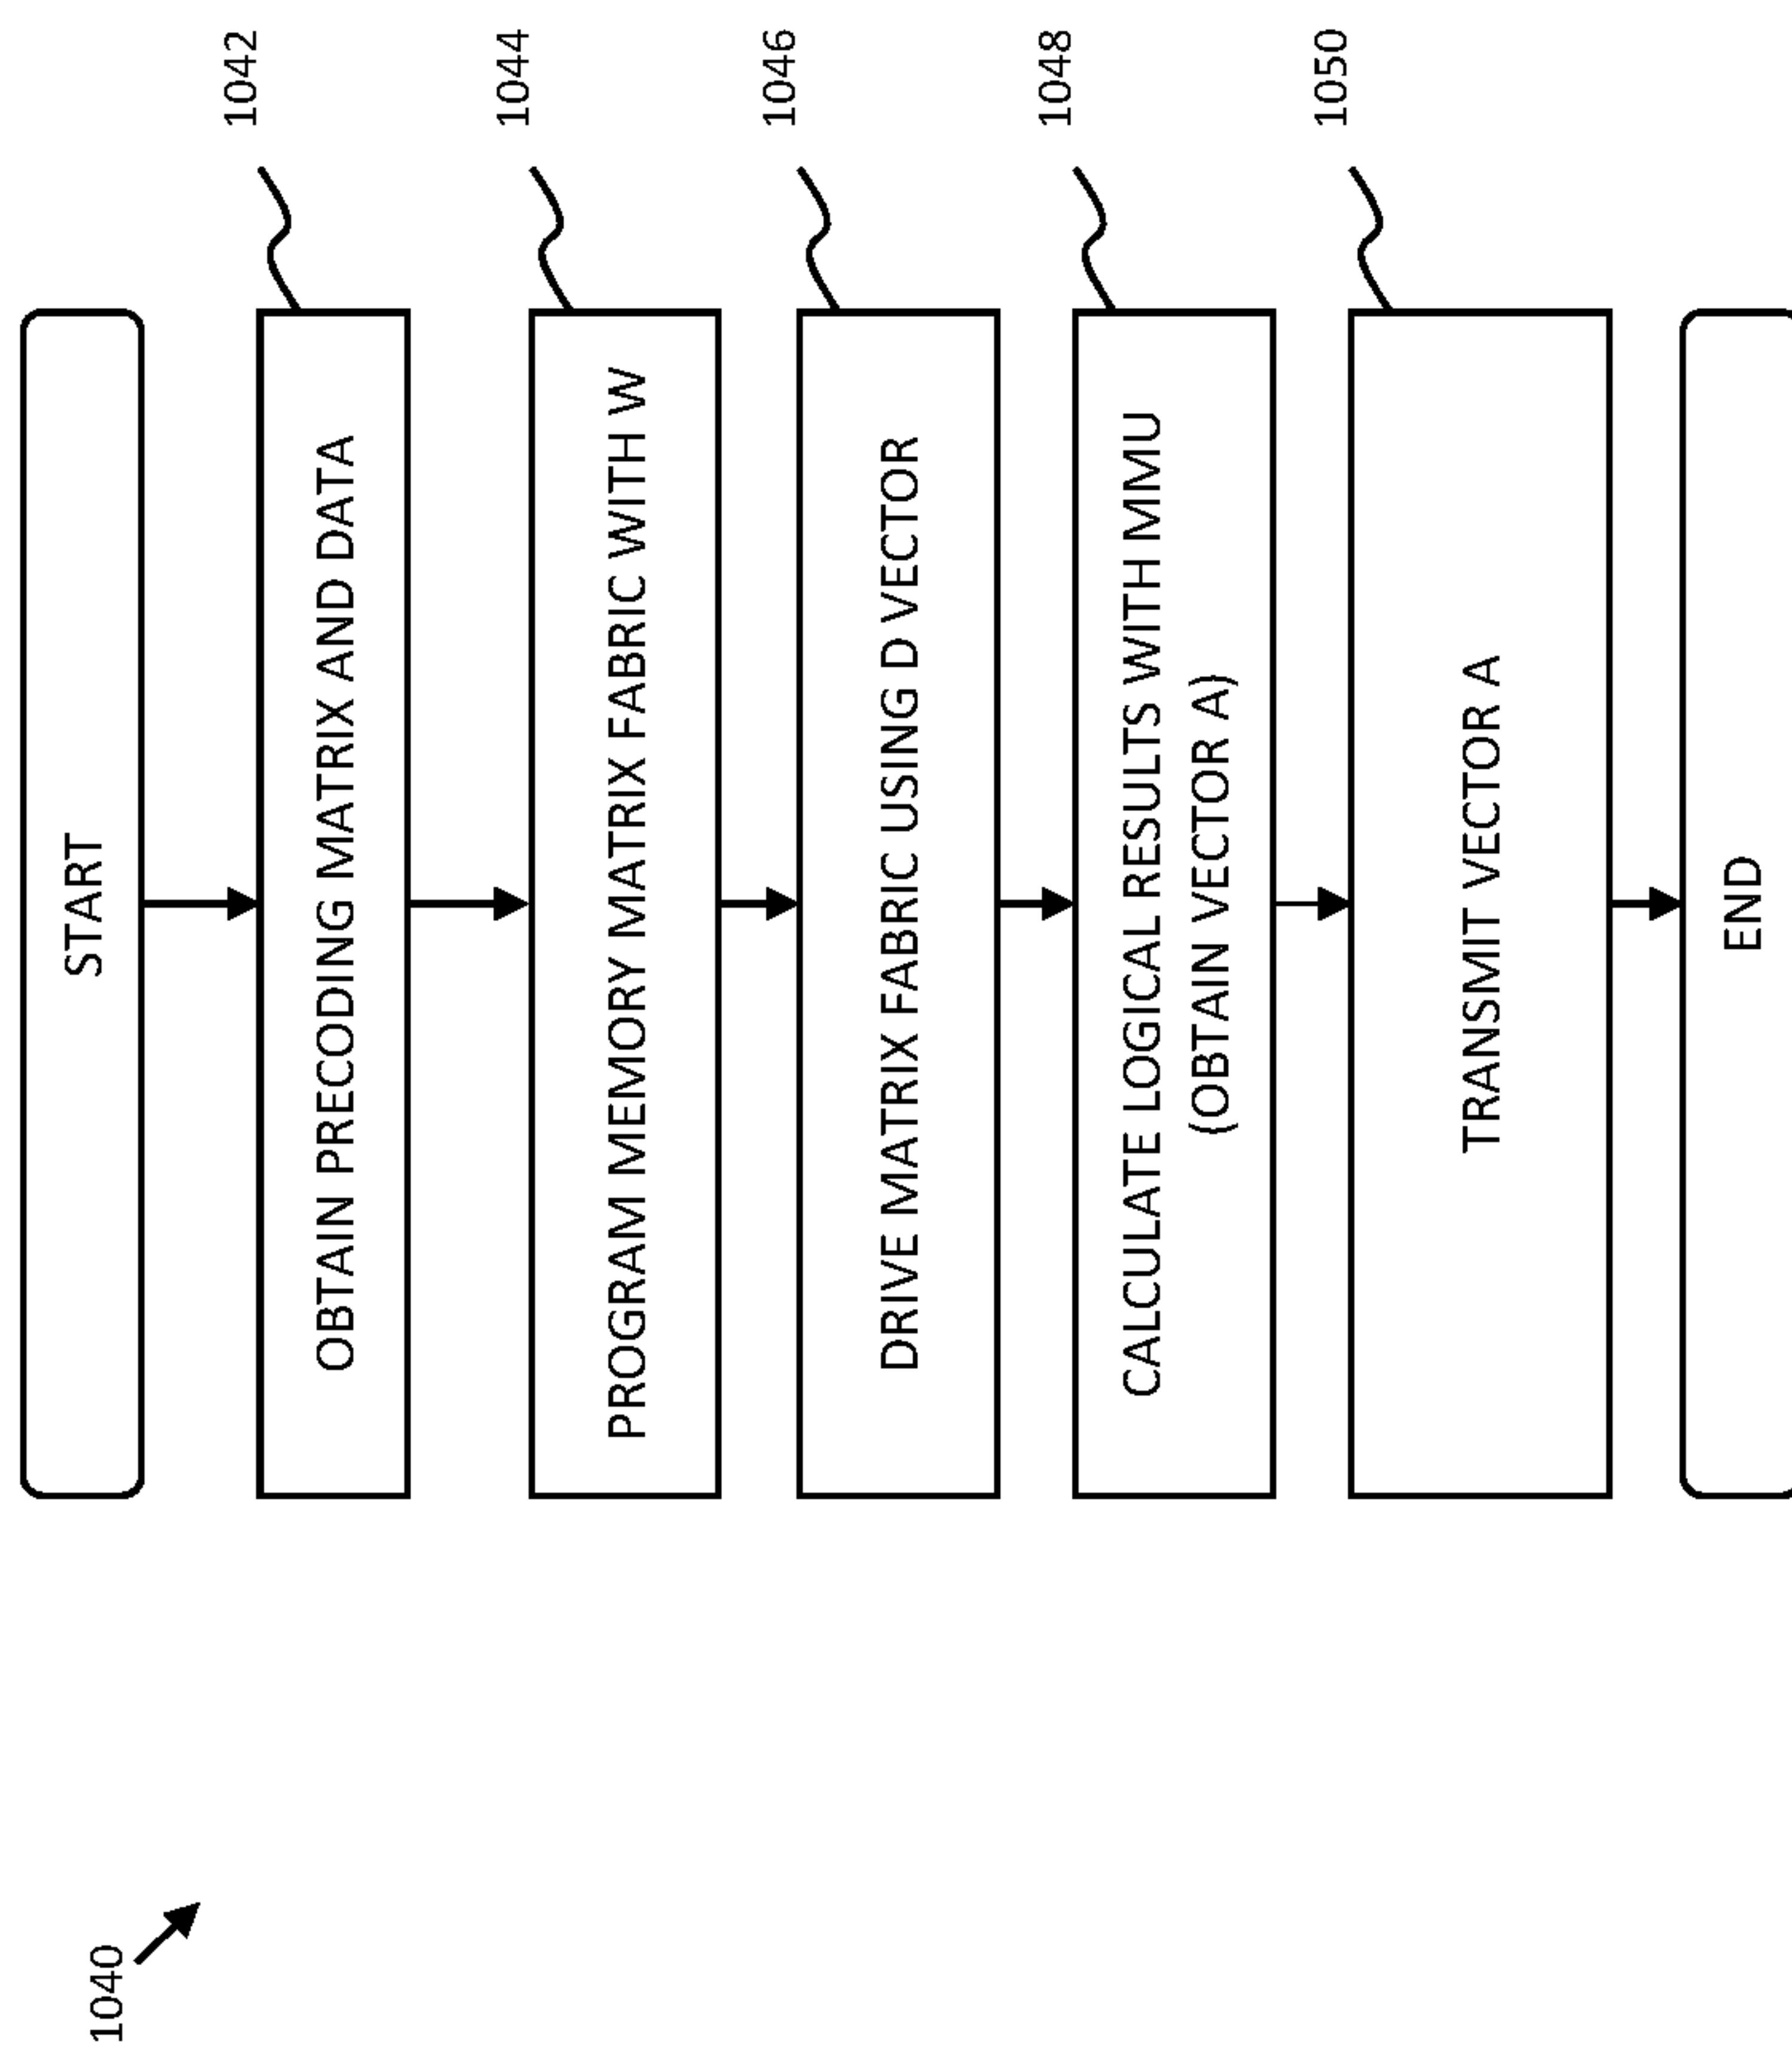 1040
START
OBTAIN PRECODING MATRIX AND DATA
1042
PROGRAM MEMORY MATRIX FABRIC WITH W
1044
DRIVE MATRIX FABRIC USING D VECTOR
1046
CALCULATE LOGICAL RESULTS WITH MMU
(OBTAIN VECTOR A)
1048
TRANSMIT VECTOR A
1050
END